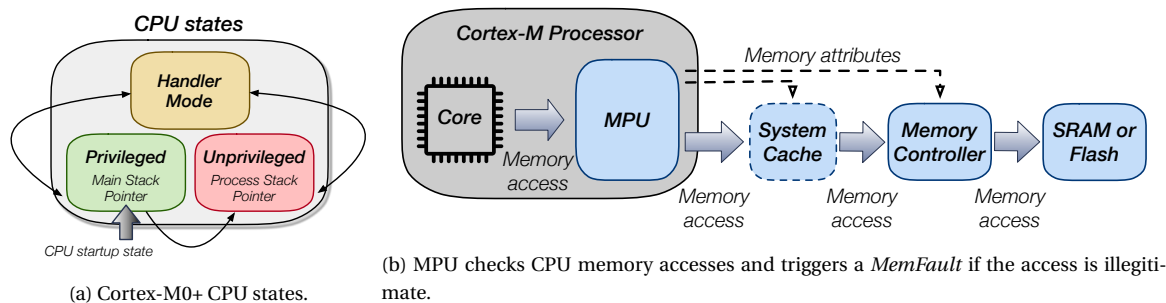 CPU states
Handler
Mode
Privileged
Main Stack
Pointer
Unprivileged
Process Stack
Pointer
CPU startup state
(a) Cortex-M0+ CPU states.
Cortex-M Processor
Core
MPU
Memory
access
Memory attributes
System
Cache
Memory
Controller
SRAM or
Flash
Memory
access
Memory
access
Memory
access
(b) MPU checks CPU memory accesses and triggers a MemFault if the access is illegiti-
mate.